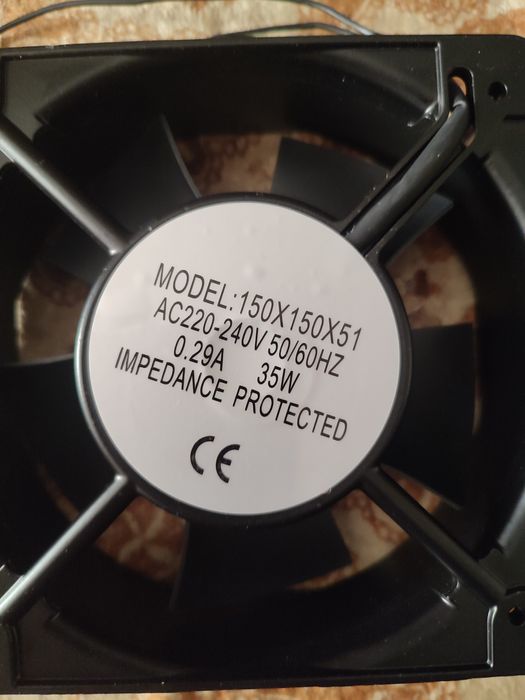 MODEL:150X150X51
AC220-240V 50/60HZ
0.29A 35W
IMPEDANCE PROTECTED
CE